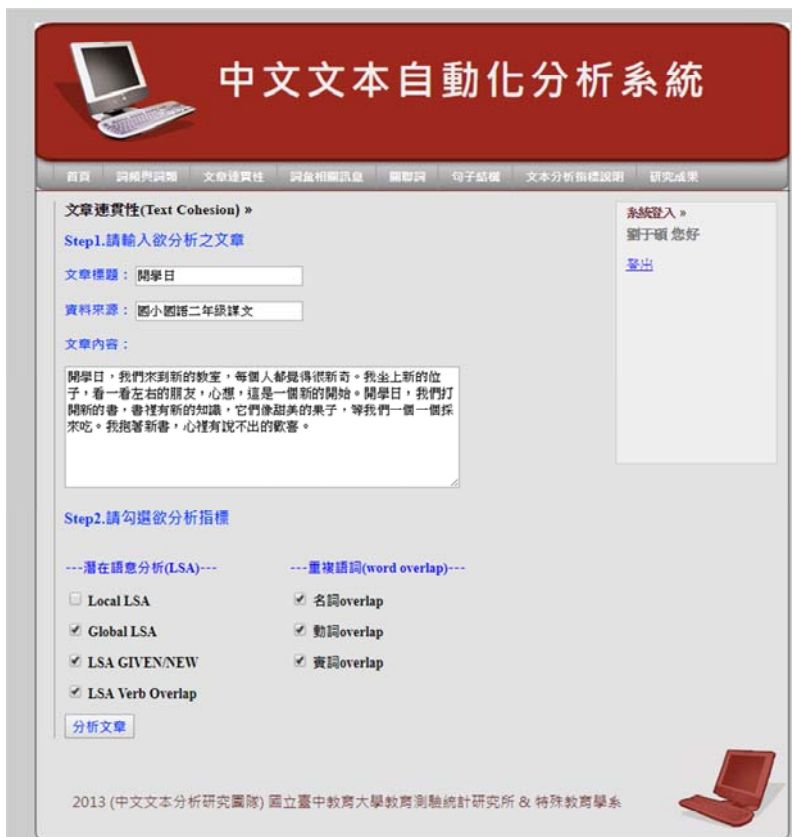 中文文本自動化分析系統
首頁 詞頻與詞類 文章連貫性 詞彙相關訊息 關聯詞 句子結構 文本分析指標說明 研究成果
文章連貫性(Text Cohesion) »
Step1.請輸入欲分析之文章
文章標題： 開學日
資料來源： 國小國語二年級課文
文章內容：
開學日，我們來到新的教室，每個人都覺得很新奇。我坐上新的位
子，看一看左右的朋友，心想，這是一個新的開始。開學日，我們打
開新的書，書裡有新的知識，它們像甜美的果子，等我們一個一個採
來吃。我抱著新書，心裡有說不出的歡喜。
Step2.請勾選欲分析指標
---潛在語意分析(LSA)---
Local LSA
Global LSA
LSA GIVEN/NEW
LSA Verb Overlap
---重複語詞(word overlap)---
名詞overlap
動詞overlap
實詞overlap
分析文章
系統登入 »
劉于碩 您好
登出
2013 (中文文本分析研究團隊) 國立臺中教育大學教育測驗統計研究所 & 特殊教育學系